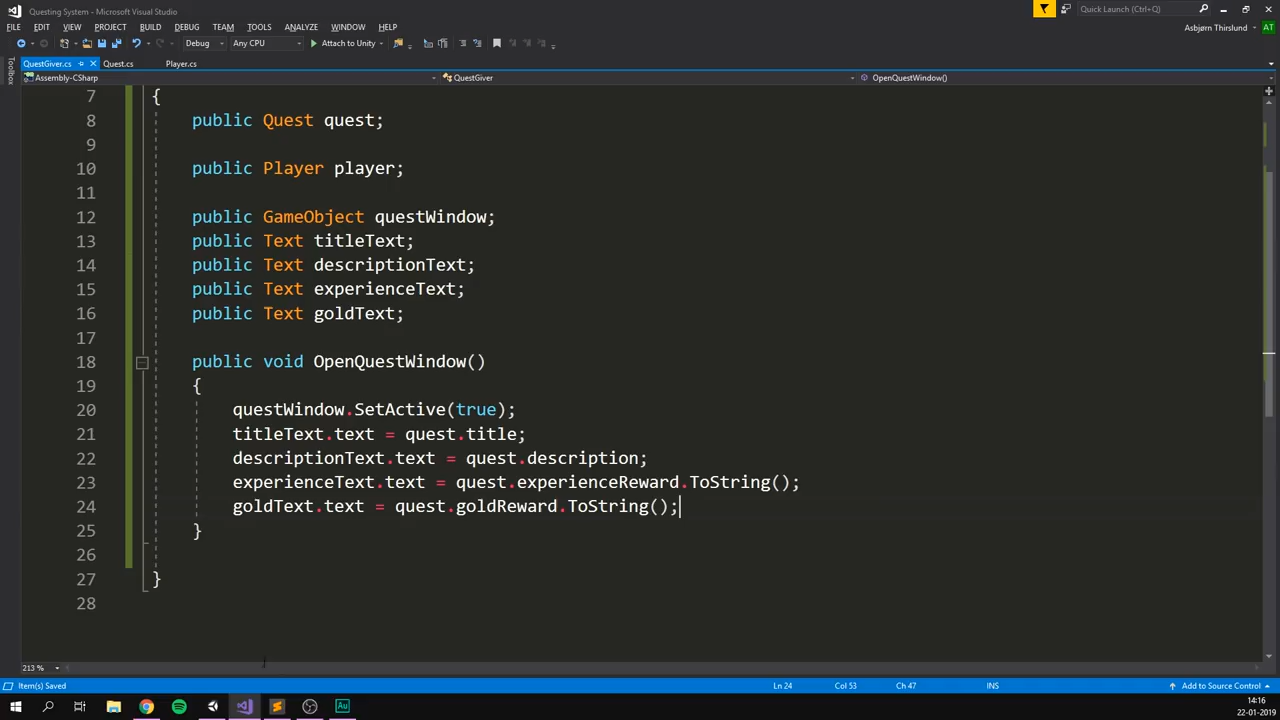 Questing System - Microsoft Visual Studio
Quick Launch (Ctrl+Q)
FILE EDIT VIEW PROJECT BUILD DEBUG TEAM TOOLS ANALYZE WINDOW HELP
Asbjørn Thirslund AT
Debug Any CPU Attach to Unity
Toolbox
QuestGiver.cs Quest.cs Player.cs
Assembly-CSharp QuestGiver OpenQuestWindow()
7 {
8 public Quest quest;
9
10 public Player player;
11
12 public GameObject questWindow;
13 public Text titleText;
14 public Text descriptionText;
15 public Text experienceText;
16 public Text goldText;
17
18 public void OpenQuestWindow()
19 {
20 questWindow.SetActive(true);
21 titleText.text = quest.title;
22 descriptionText.text = quest.description;
23 experienceText.text = quest.experienceReward.ToString();
24 goldText.text = quest.goldReward.ToString();
25 }
26
27 }
28
213 %
Item(s) Saved Ln 24 Col 53 Ch 47 INS Add to Source Control
Au
14:16
22-01-2019